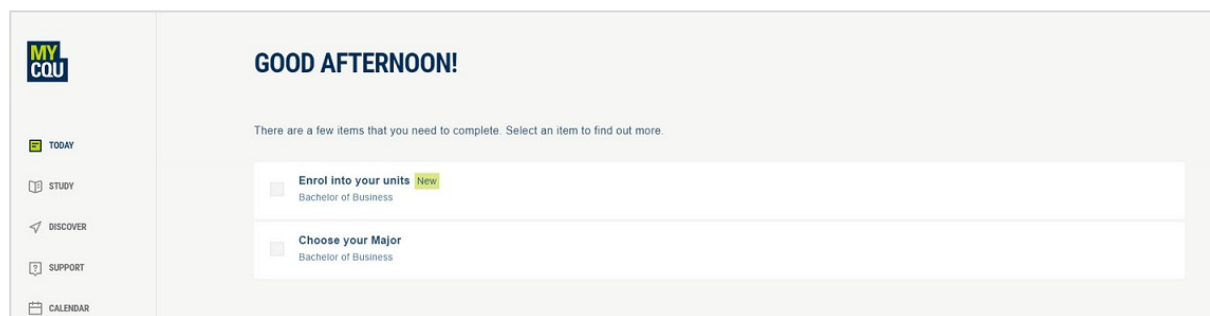 MY
CQU
TODAY
STUDY
DISCOVER
SUPPORT
CALENDAR
GOOD AFTERNOON!
There are a few items that you need to complete. Select an item to find out more.
Enrol into your units New
Bachelor of Business
Choose your Major
Bachelor of Business